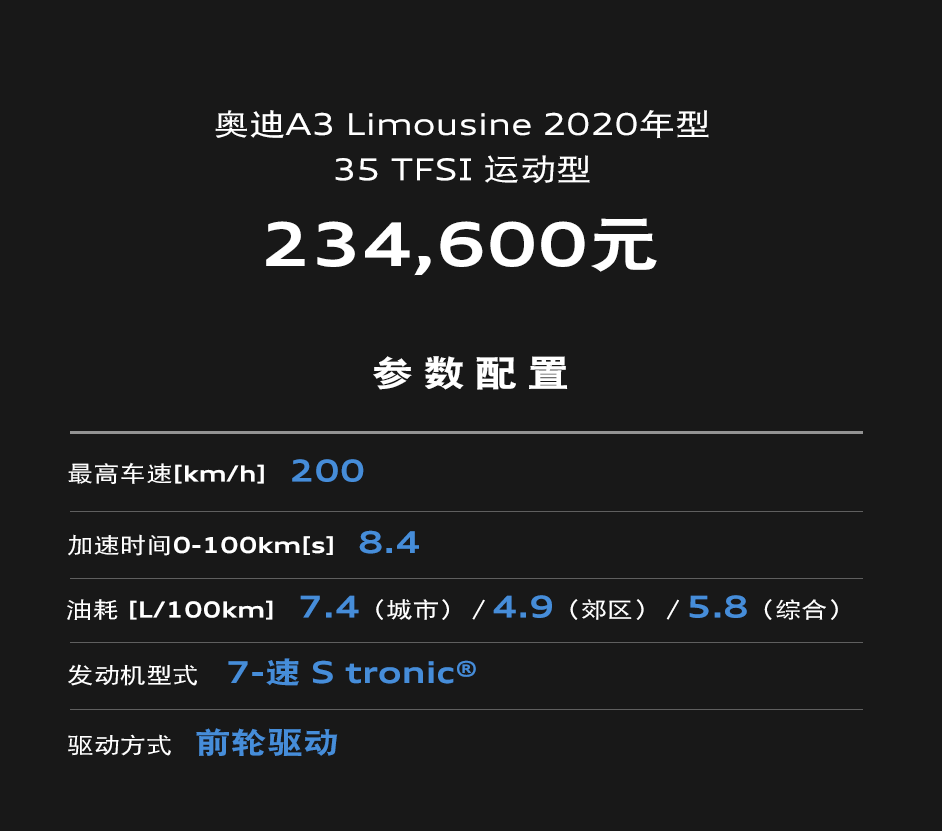 奥迪A3 Limousine 2020年型
35 TFSI 运动型
234,600元
参数配置
最高车速[km/h] 200
加速时间0-100km[s] 8.4
油耗 [L/100km] 7.4（城市）/ 4.9（郊区）/ 5.8（综合）
发动机型式 7-速 S tronic®
驱动方式 前轮驱动